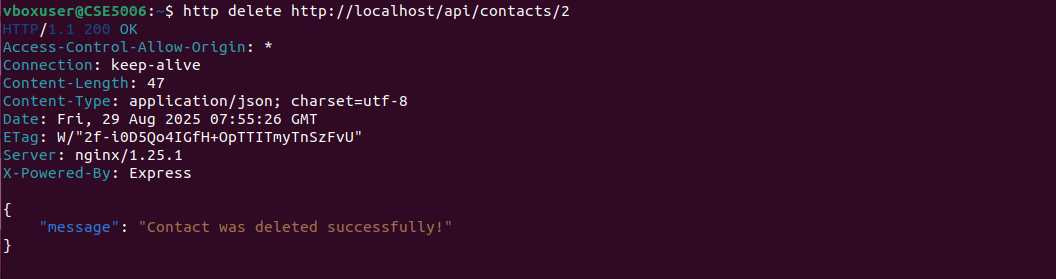 vboxuser@CSE5006:~$ http delete http://localhost/api/contacts/2
HTTP/1.1 200 OK
Access-Control-Allow-Origin: *
Connection: keep-alive
Content-Length: 47
Content-Type: application/json; charset=utf-8
Date: Fri, 29 Aug 2025 07:55:26 GMT
ETag: W/"2f-i0D5Qo4IGfH+OpTTITmyTnSzFvU"
Server: nginx/1.25.1
X-Powered-By: Express
{
    "message": "Contact was deleted successfully!"
}